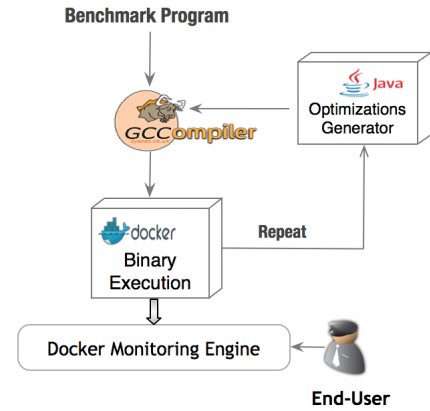 Benchmark Program
Java
Optimizations
Generator
GCCompiler
docker
Binary
Execution
Repeat
Docker Monitoring Engine
End-User